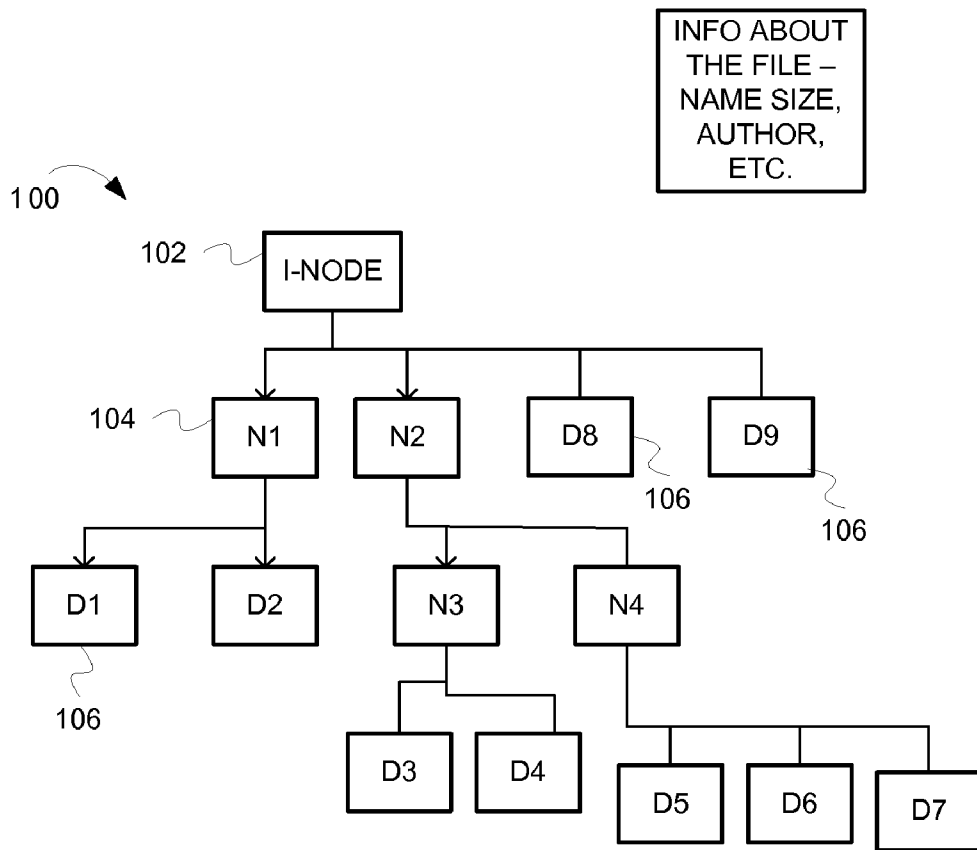 INFO ABOUT
THE FILE –
NAME SIZE,
AUTHOR,
ETC.
100
102
I-NODE
104
N1
N2
D8
D9
106
106
D1
D2
N3
N4
106
D3
D4
D5
D6
D7